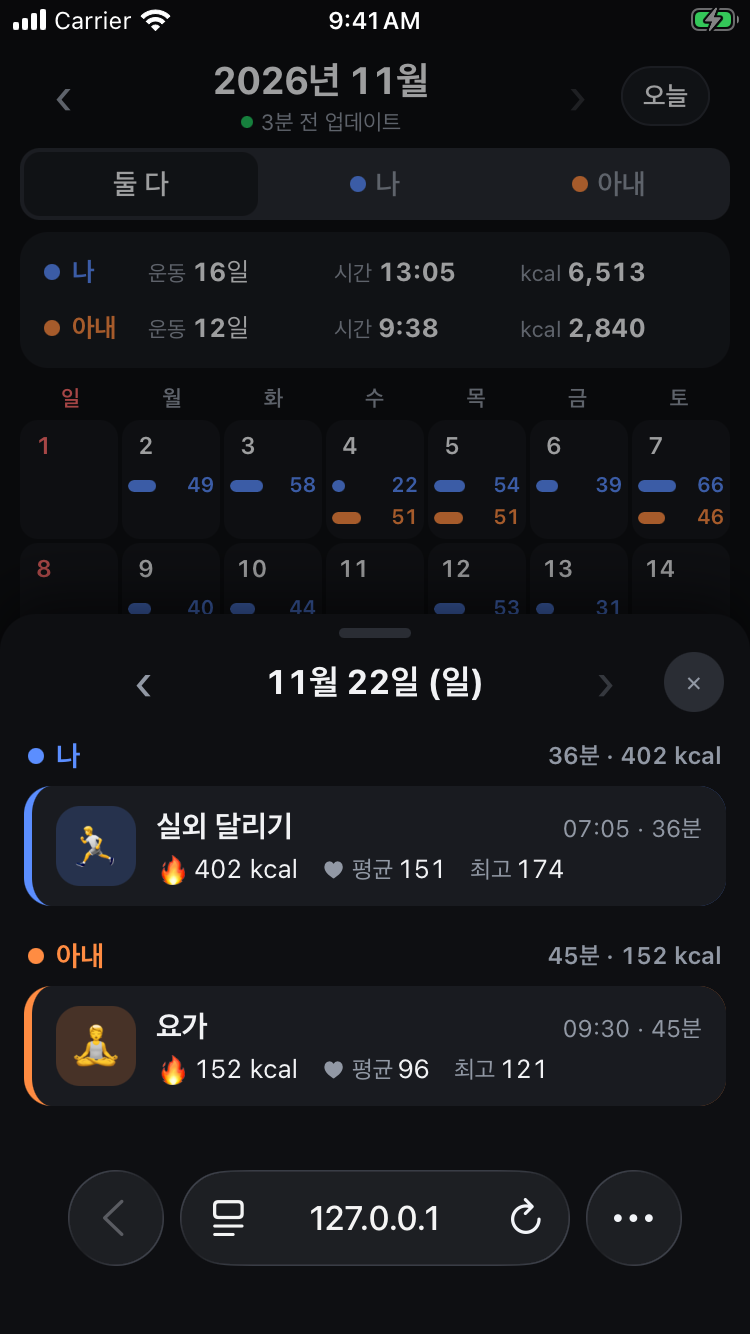 Carrier 9:41 AM
‹ 2026년 11월 › 오늘
3분 전 업데이트
둘 다 나 아내
나 운동 16일 시간 13:05 kcal 6,513
아내 운동 12일 시간 9:38 kcal 2,840
일 월 화 수 목 금 토
1 2 3 4 5 6 7
49 58 22 54 39 66
51 51 46
8 9 10 11 12 13 14
40 44 53 31
‹ 11월 22일 (일) › ×
나 36분 · 402 kcal
실외 달리기 07:05 · 36분
🔥 402 kcal ♥ 평균 151 최고 174
아내 45분 · 152 kcal
요가 09:30 · 45분
🔥 152 kcal ♥ 평균 96 최고 121
127.0.0.1